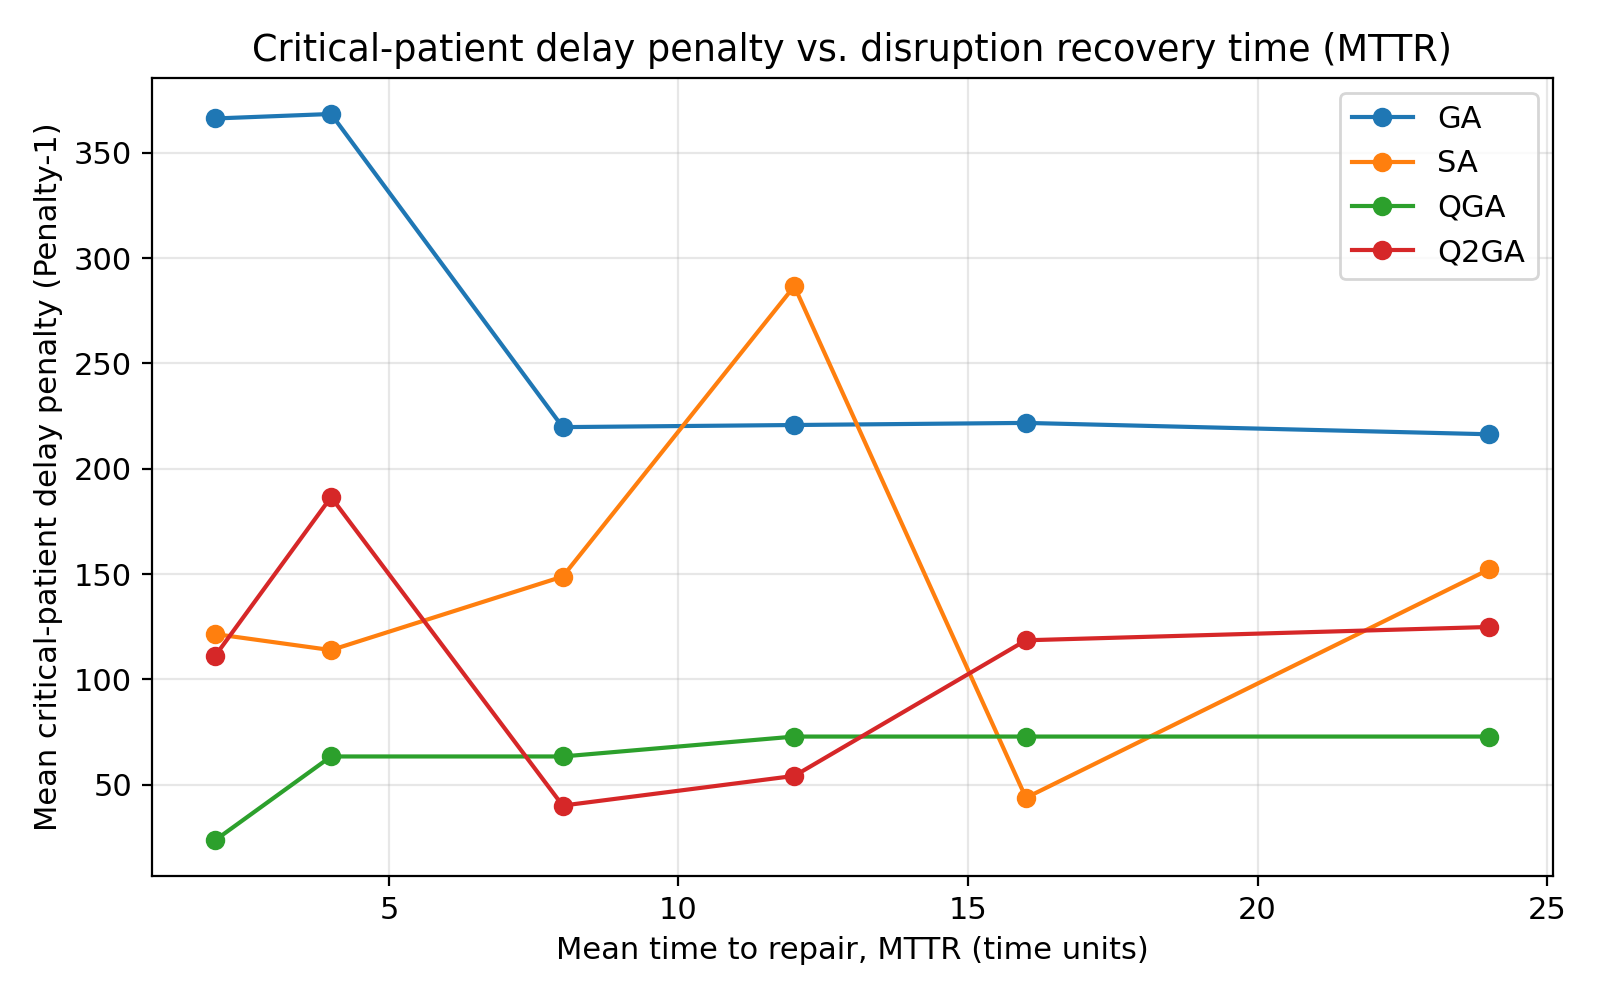 Critical-patient delay penalty vs. disruption recovery time (MTTR)
Mean critical-patient delay penalty (Penalty-1)
350
300
250
200
150
100
50
GA
SA
QGA
Q2GA
5
10
15
20
25
Mean time to repair, MTTR (time units)